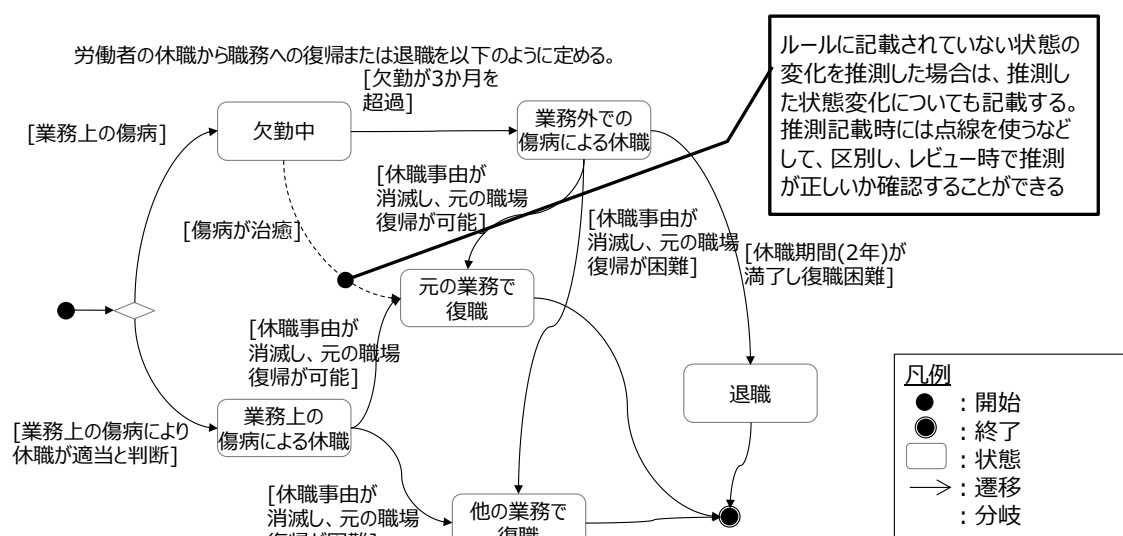 労働者の休職から職務への復帰または退職を以下のように定める。
[欠勤が3か月を
超過]
ルールに記載されていない状態の
変化を推測した場合は、推測し
た状態変化についても記載する。
推測記載時には点線を使うなど
して、区別し、レビュー時で推測
が正しいか確認することができる
[業務上の傷病]
欠勤中
業務外での
傷病による休職
[休職事由が
消滅し、元の職場
復帰が可能]
[傷病が治癒]
[休職事由が
消滅し、元の職場
復帰が困難]
[休職期間(2年)が
満了し復職困難]
元の業務で
復職
[休職事由が
消滅し、元の職場
復帰が可能]
退職
業務上の
傷病による休職
[業務上の傷病により
休職が適当と判断]
[休職事由が
消滅し、元の職場
他の業務で
凡例
：開始
：終了
：状態
：遷移
：分岐